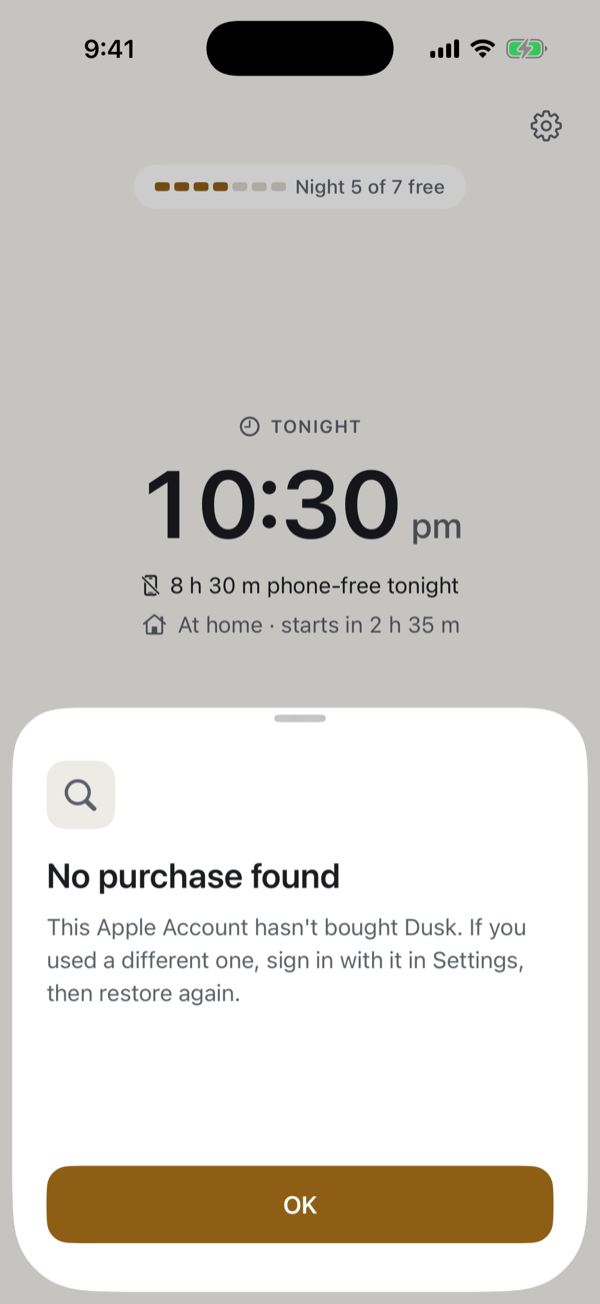 9:41
Night 5 of 7 free
TONIGHT
10:30 pm
8 h 30 m phone-free tonight
At home · starts in 2 h 35 m
No purchase found
This Apple Account hasn't bought Dusk. If you
used a different one, sign in with it in Settings,
then restore again.
OK